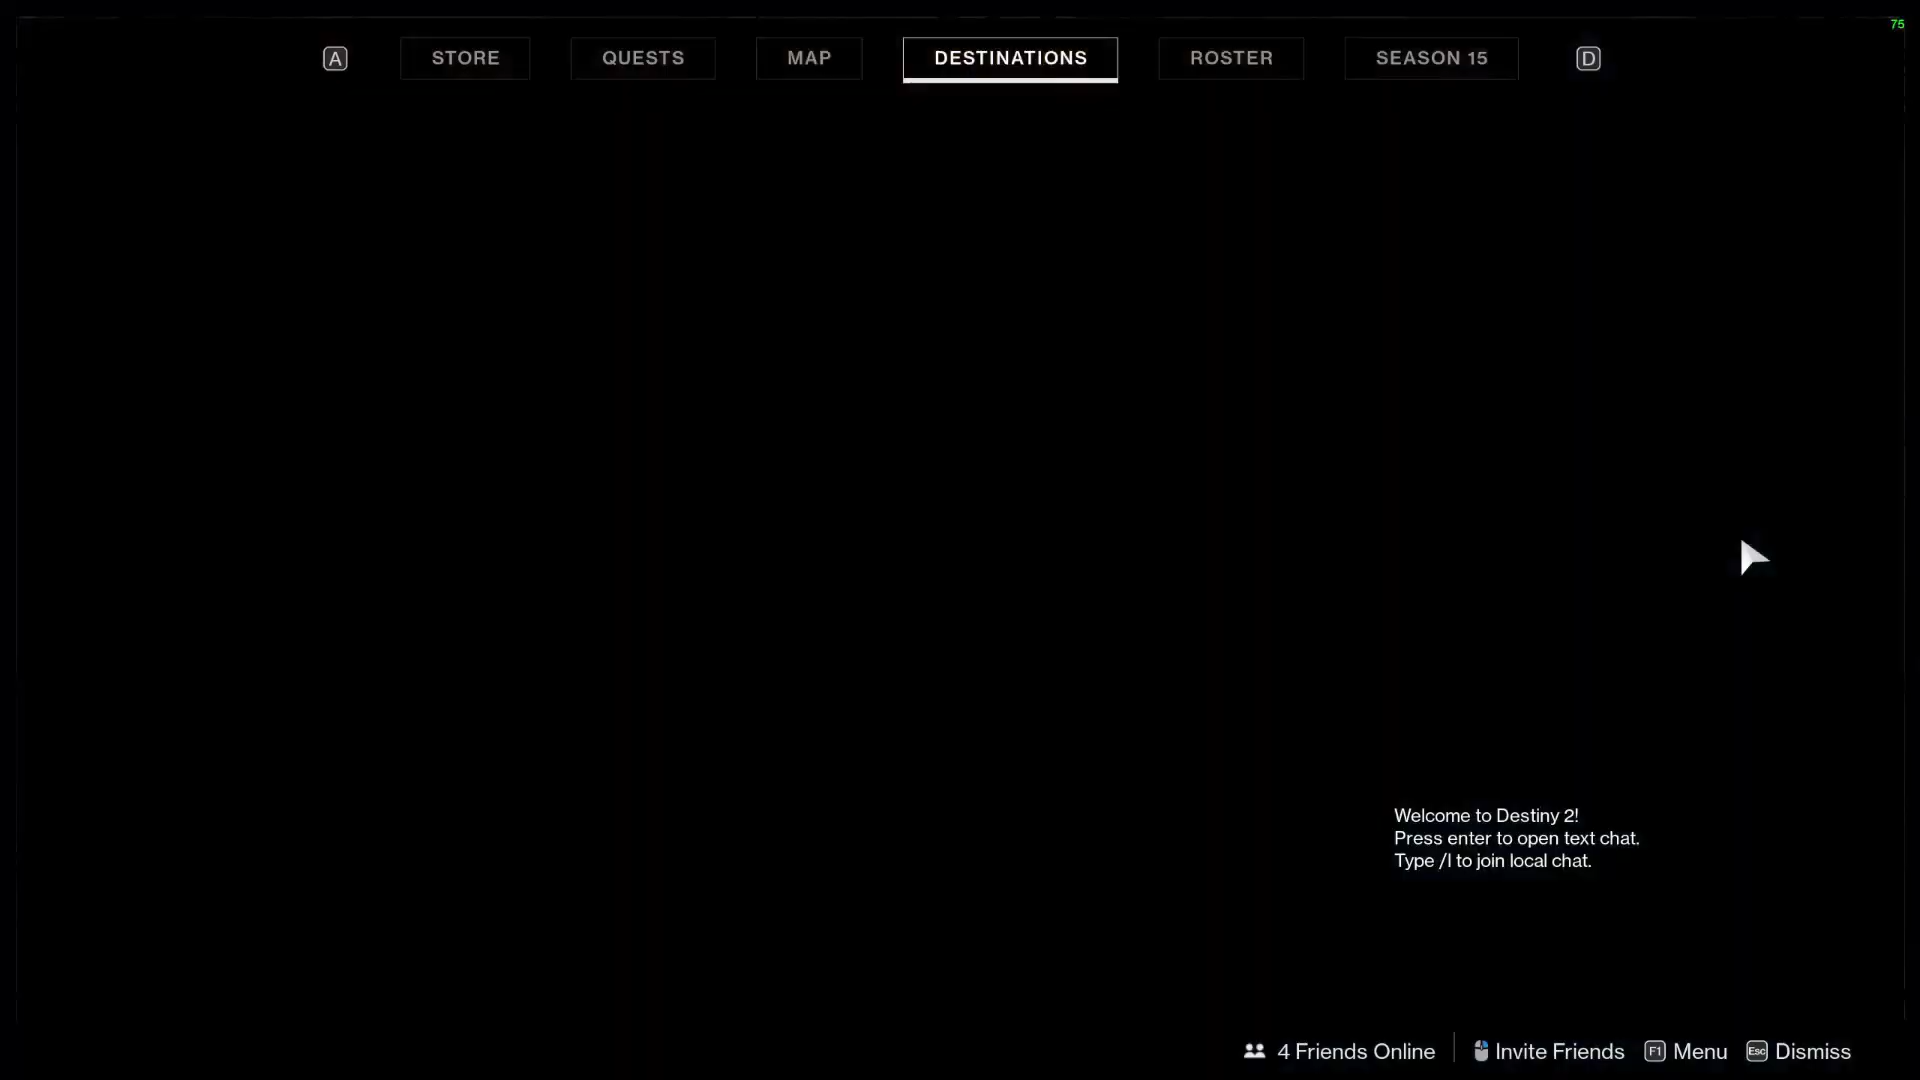 75
A STORE QUESTS MAP DESTINATIONS ROSTER SEASON 15 D
Welcome to Destiny 2!
Press enter to open text chat.
Type /l to join local chat.
4 Friends Online Invite Friends F1 Menu Esc Dismiss